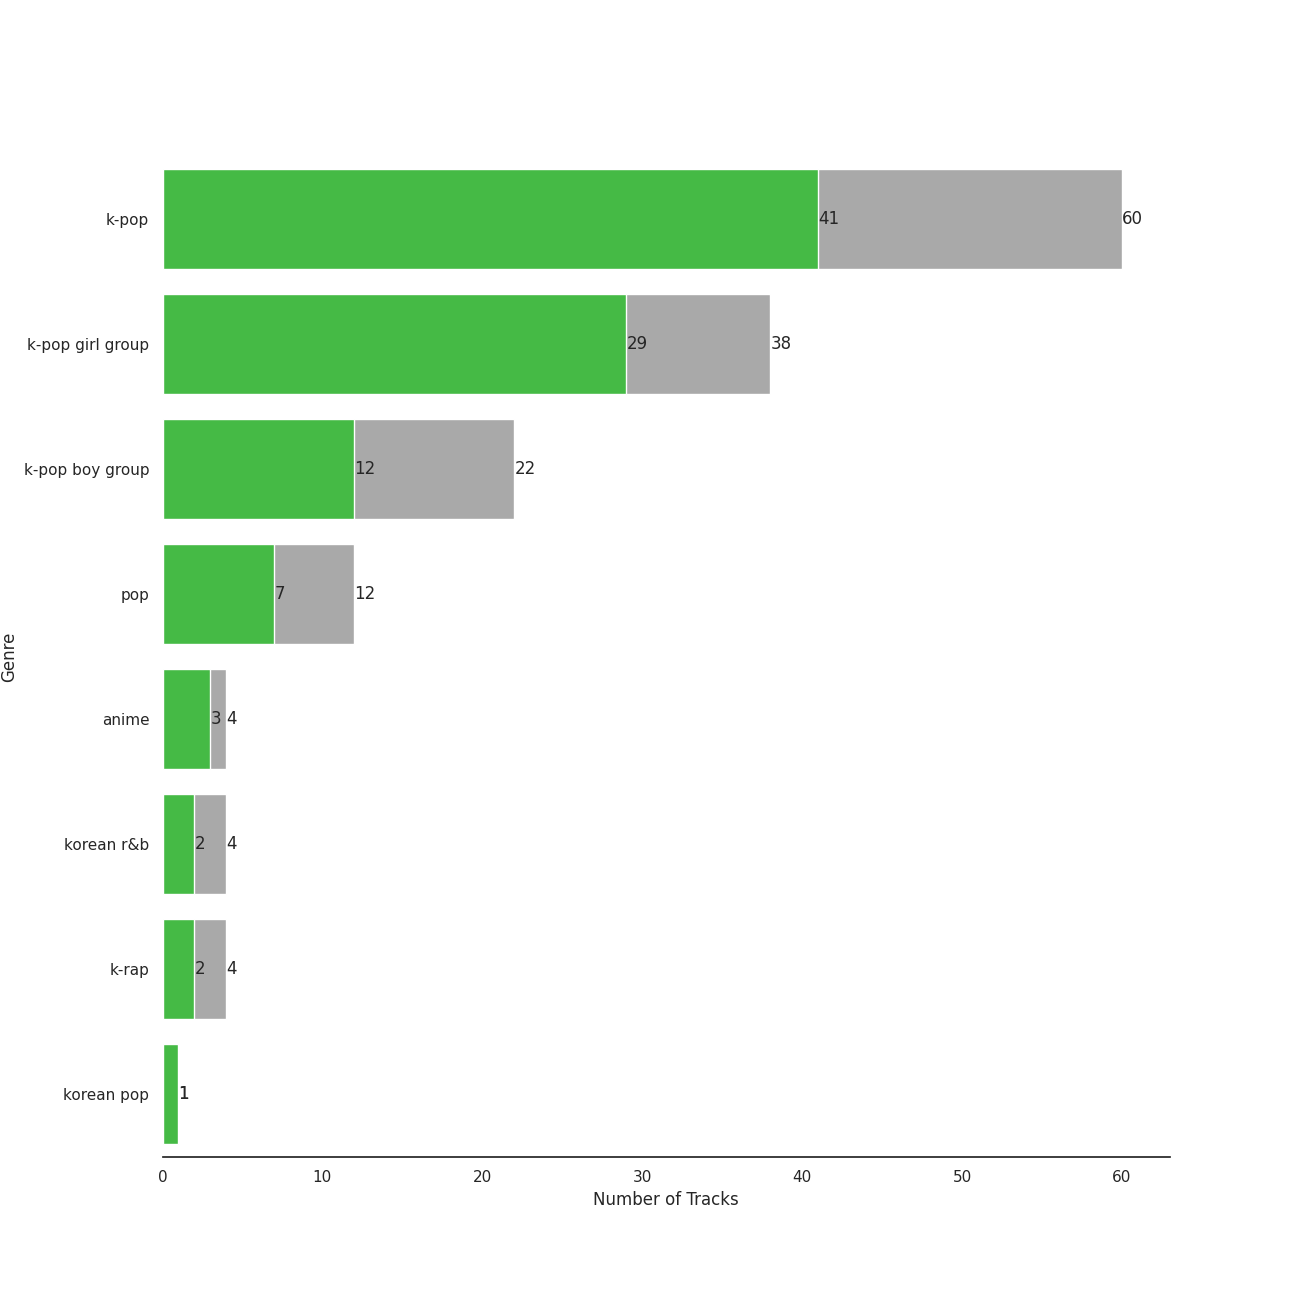 k-pop 41 60
k-pop girl group 29 38
k-pop boy group 12 22
pop 7 12
Genre
anime 3 4
korean r&b 2 4
k-rap 2 4
korean pop 1
0 10 20 30 40 50 60
Number of Tracks